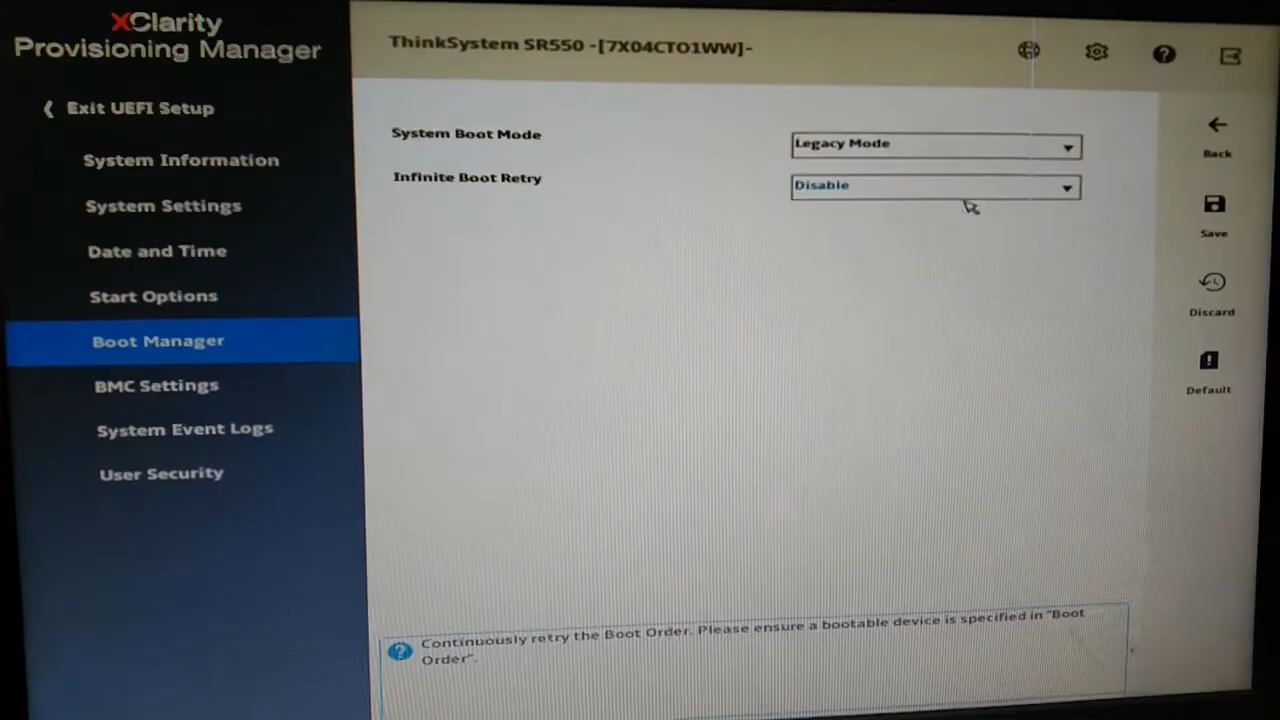 XClarity
Provisioning Manager
ThinkSystem SR550 -[7X04CTO1WW]-
Exit UEFI Setup
System Information
System Settings
Date and Time
Start Options
Boot Manager
BMC Settings
System Event Logs
User Security
System Boot Mode
Legacy Mode
Infinite Boot Retry
Disable
Back
Save
Discard
Default
Continuously retry the Boot Order. Please ensure a bootable device is specified in "Boot
Order".